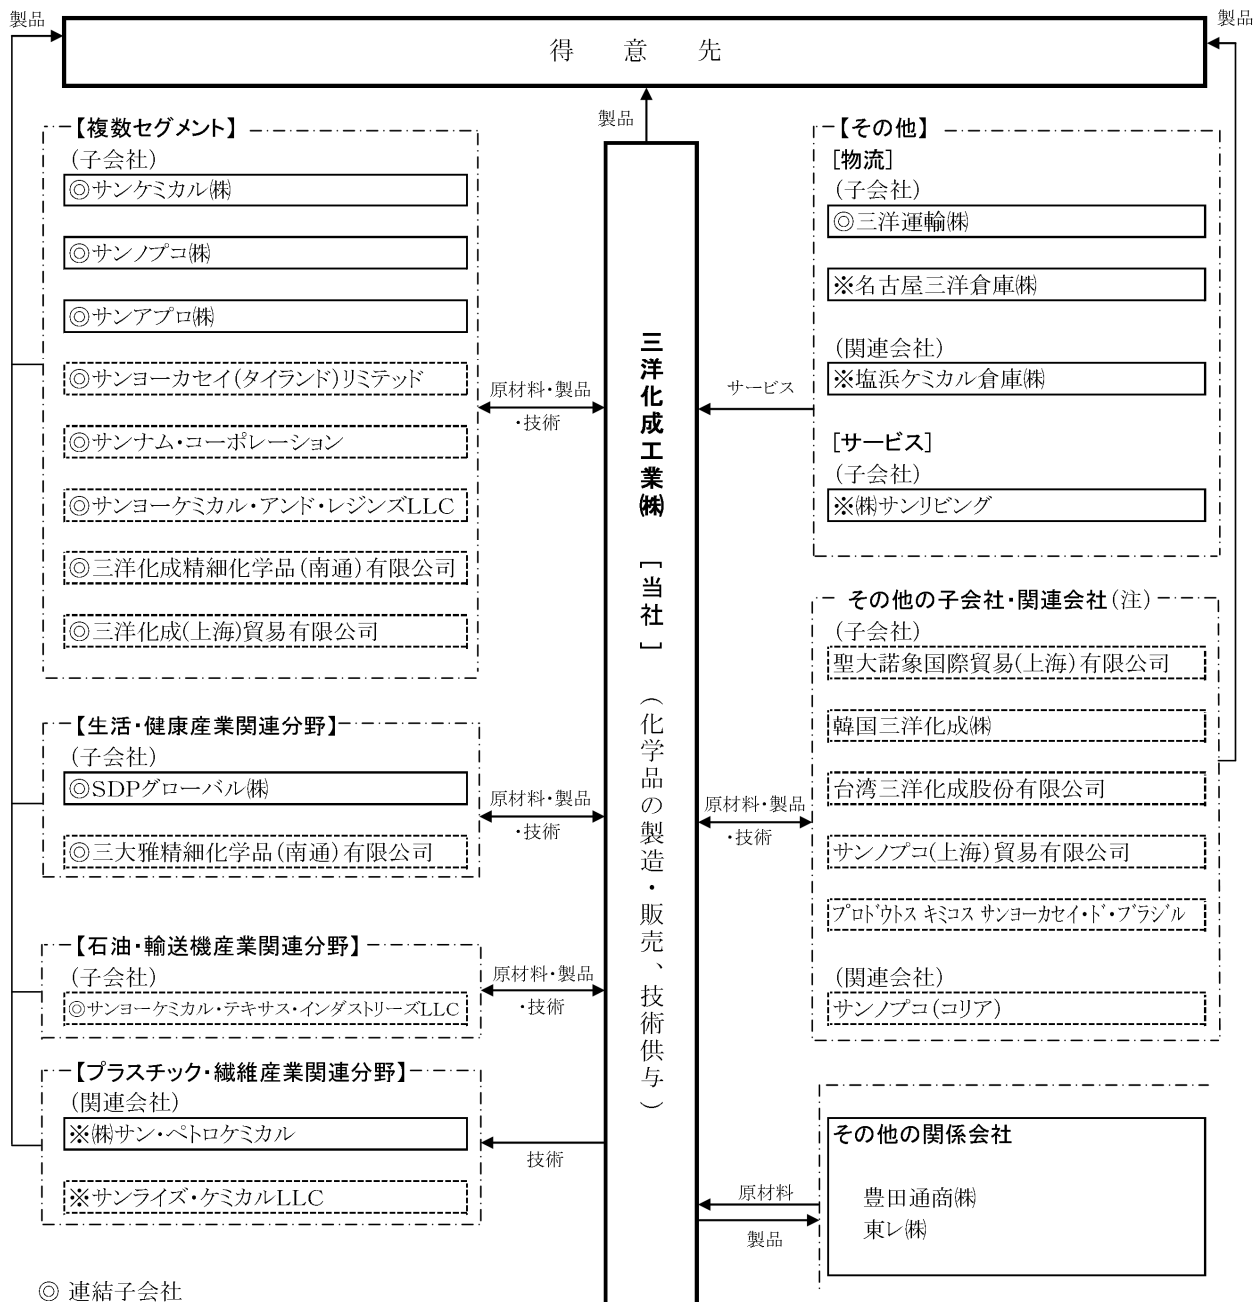 製品
製品
得意先
製品
【複数セグメント】
(子会社)
◎サンケミカル㈱
◎サンノプコ㈱
◎サンアプロ㈱
◎サンヨーカセイ(タイランド)リミテッド
◎サンナム・コーポレーション
◎サンヨーケミカル・アンド・レジンズLLC
◎三洋化成精細化学品(南通)有限公司
◎三洋化成(上海)貿易有限公司
原材料・製品
・技術
【生活・健康産業関連分野】
(子会社)
◎SDPグローバル㈱
◎三大雅精細化学品(南通)有限公司
原材料・製品
・技術
【石油・輸送機産業関連分野】
(子会社)
◎サンヨーケミカル・テキサス・インダストリーズLLC
原材料・製品
・技術
【プラスチック・繊維産業関連分野】
(関連会社)
※㈱サン・ペトロケミカル
※サンライズ・ケミカルLLC
技術
◎ 連結子会社
三洋化成工業㈱ [当社] (化学品の製造・販売、技術供与)
【その他】
[物流]
(子会社)
◎三洋運輸㈱
※名古屋三洋倉庫㈱
(関連会社)
※塩浜ケミカル倉庫㈱
[サービス]
(子会社)
※㈱サンリビング
サービス
その他の子会社・関連会社(注)
(子会社)
聖大諾象国際貿易(上海)有限公司
韓国三洋化成㈱
台湾三洋化成股份有限公司
サンノプコ(上海)貿易有限公司
プロドウトス キミコス サンヨーカセイ・ド・ブラジル
(関連会社)
サンノプコ(コリア)
原材料・製品
・技術
その他の関係会社
豊田通商㈱
東レ㈱
原材料
製品